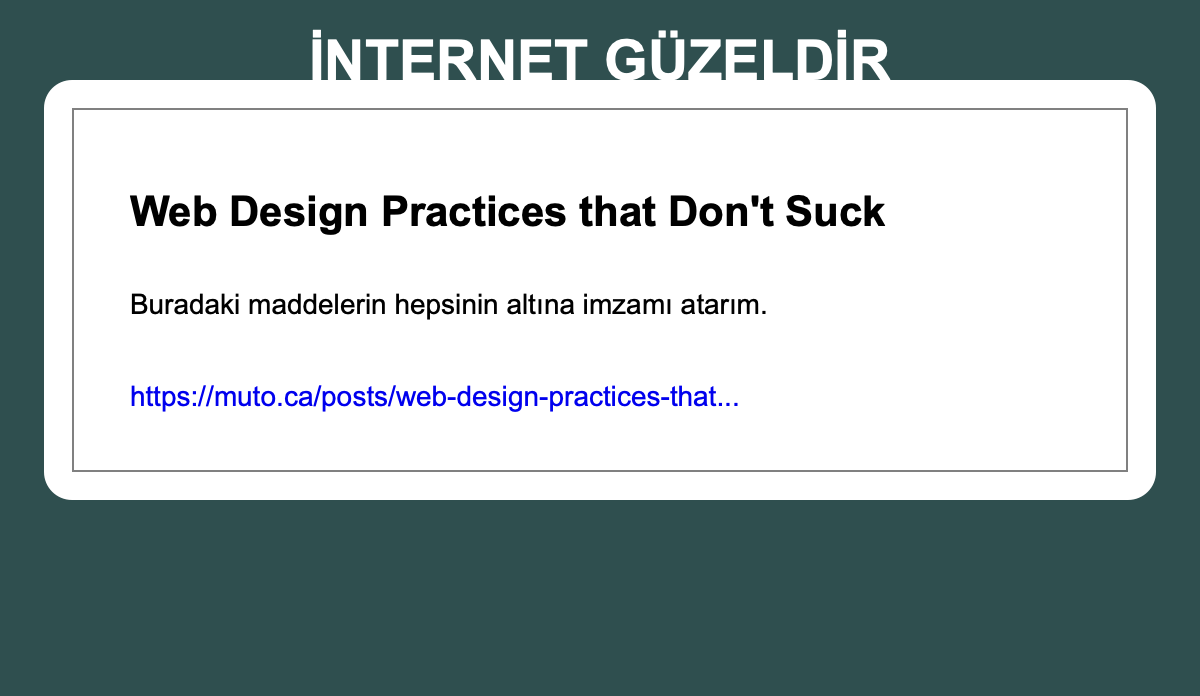 İNTERNET GÜZELDİR
Web Design Practices that Don't Suck
Buradaki maddelerin hepsinin altına imzamı atarım.
https://muto.ca/posts/web-design-practices-that...